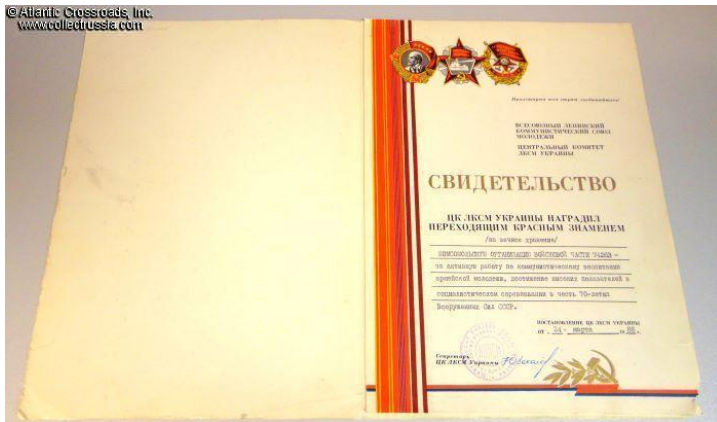 © Atlantic Crossroads, Inc.
www.collectrussia.com
Пролетарии всех стран, соединяйтесь!
ВСЕСОЮЗНЫЙ ЛЕНИНСКИЙ
КОММУНИСТИЧЕСКИЙ СОЮЗ
МОЛОДЕЖИ
ЦЕНТРАЛЬНЫЙ КОМИТЕТ
ЛКСМ УКРАИНЫ
СВИДЕТЕЛЬСТВО
ЦК ЛКСМ УКРАИНЫ НАГРАДИЛ
ПЕРЕХОДЯЩИМ КРАСНЫМ ЗНАМЕНЕМ
/на вечное хранение/
КОМСОМОЛЬСКУЮ ОРГАНИЗАЦИЮ ВОЙСКОВОЙ ЧАСТИ -
за активную работу по коммунистическому воспитанию
армейской молодежи, достижение высоких показателей в
социалистическом соревновании в честь 70-летия
Вооруженных Сил СССР.
ПОСТАНОВЛЕНИЕ ЦК ЛКСМ УКРАИНЫ
ОТ марта 19 г.
Секретарь
ЦК ЛКСМ Украины